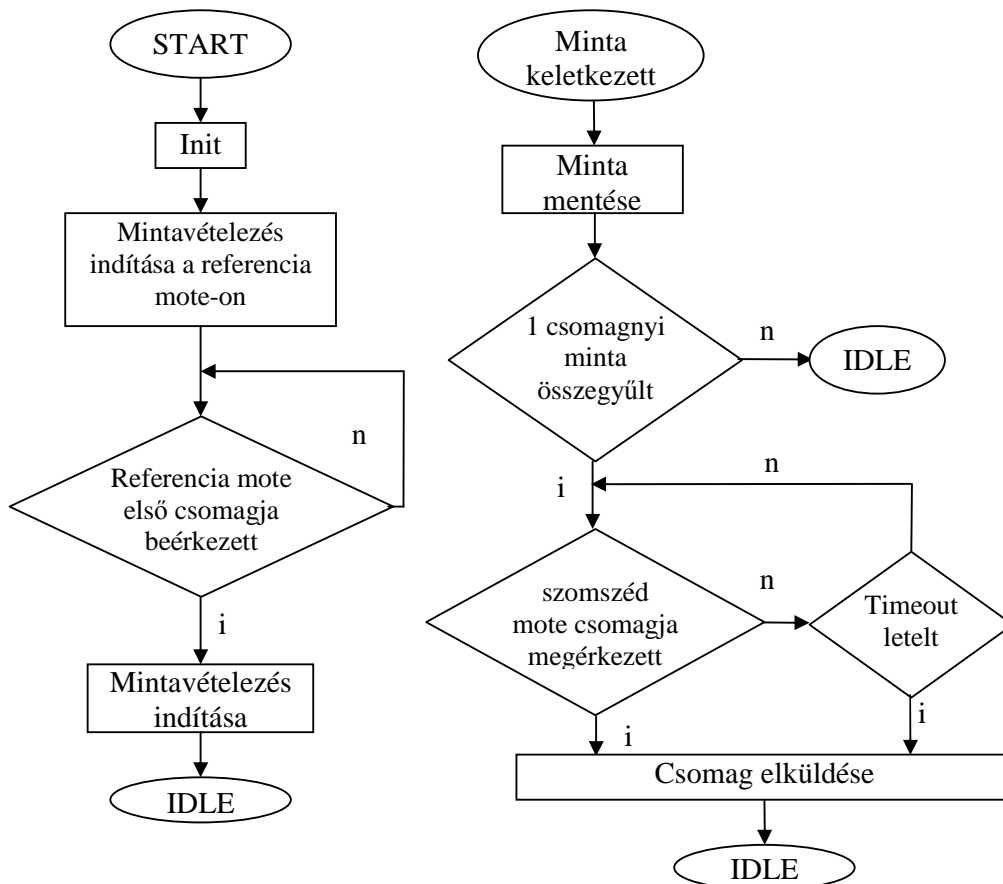 START
Init
Mintavételezés
indítása a referencia
mote-on
n
Referencia mote
első csomagja
beérkezett
i
Mintavételezés
indítása
IDLE
Minta
keletkezett
Minta
mentése
1 csomagnyi
minta
összegyűlt
n
IDLE
i
n
szomszéd
mote csomagja
megérkezett
n
Timeout
letelt
i
i
Csomag elküldése
IDLE